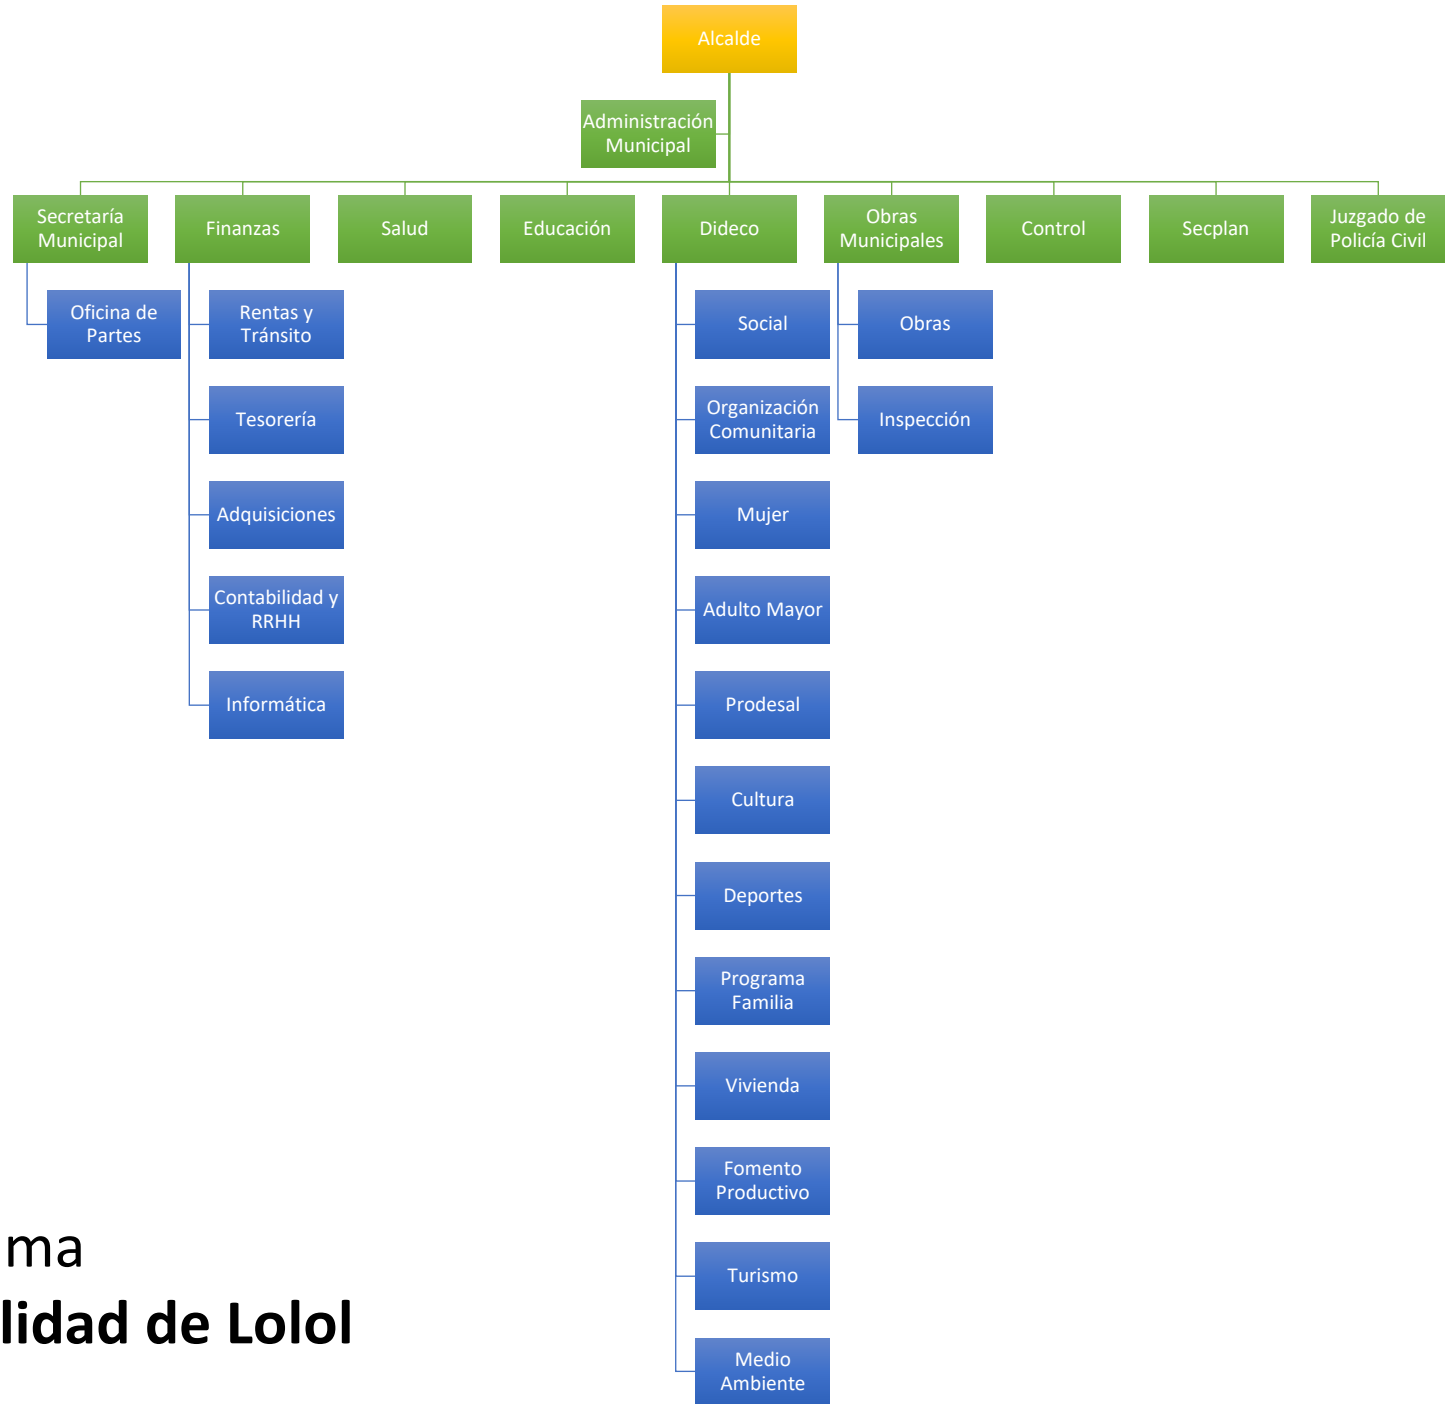 Alcalde
Administración
Municipal
Secretaría
Municipal
Finanzas
Salud
Educación
Dideco
Obras
Municipales
Control
Secplan
Juzgado de
Policía Civil
Oficina de
Partes
Rentas y
Tránsito
Tesorería
Adquisiciones
Contabilidad y
RRHH
Informática
Social
Organización
Comunitaria
Mujer
Adulto Mayor
Prodesal
Cultura
Deportes
Programa
Familia
Vivienda
Fomento
Productivo
Turismo
Medio
Ambiente
Obras
Inspección
ma
lidad de Lolol